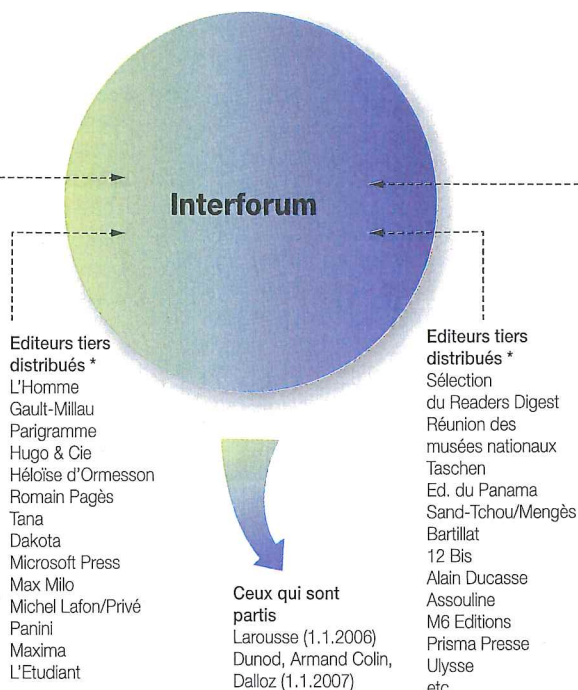 Interforum
Editeurs tiers
distribués *
L'Homme
Gault-Millau
Parigramme
Hugo & Cie
Héloïse d'Ormesson
Romain Pagès
Tana
Dakota
Microsoft Press
Max Milo
Michel Lafon/Privé
Panini
Maxima
L'Etudiant
Ceux qui sont
partis
Larousse (1.1.2006)
Dunod, Armand Colin,
Dalloz (1.1.2007)
Editeurs tiers
distribués *
Sélection
du Readers Digest
Réunion des
musées nationaux
Taschen
Ed. du Panama
Sand-Tchou/Mengès
Bartillat
12 Bis
Alain Ducasse
Assouline
M6 Editions
Prisma Presse
Ulysse
etc.